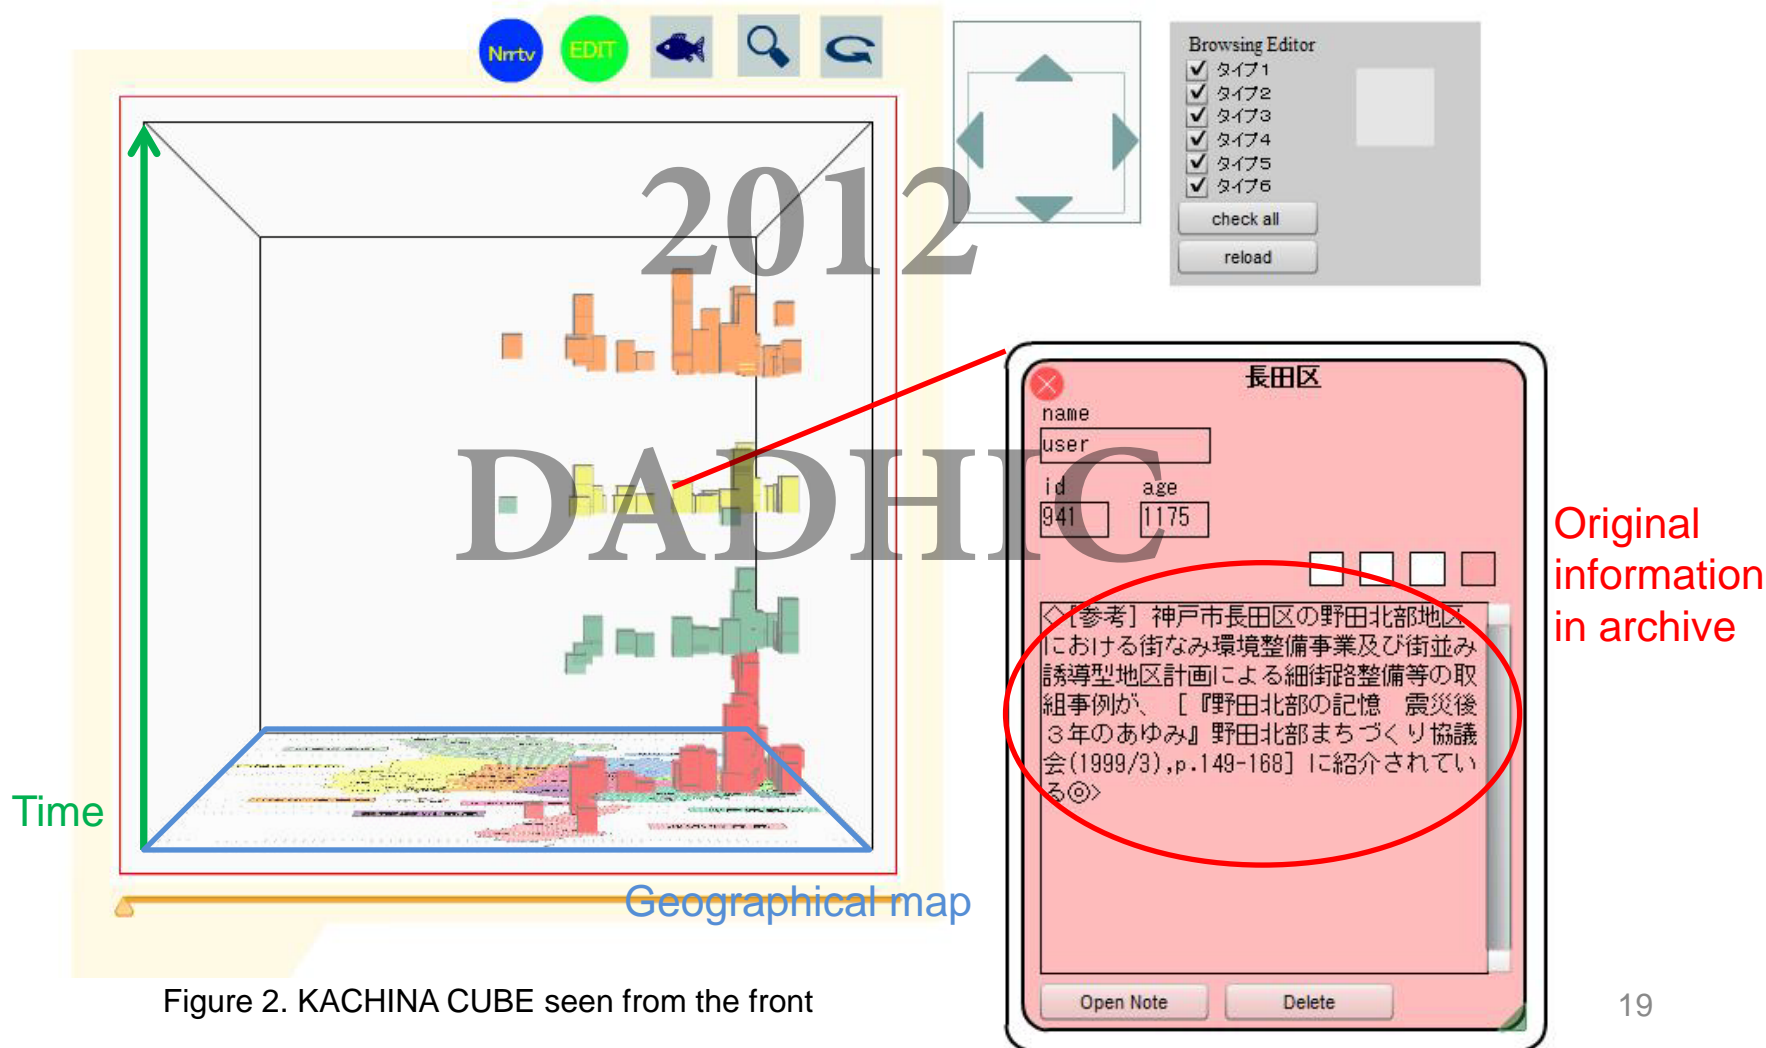 Nrrtv
EDIT
Browsing Editor
タイプ1
タイプ2
タイプ3
タイプ4
タイプ5
タイプ6
check all
reload
2012
DADHIC
Time
Geographical map
長田区
name
user
id age
941 1175
◇[参考] 神戸市長田区の野田北部地区
における街なみ環境整備事業及び街並み
誘導型地区計画による細街路整備等の取
組事例が、[『野田北部の記憶 震災後
3年のあゆみ』野田北部まちづくり協議
会(1999/3),p.149-168] に紹介されてい
る◎>
Open Note Delete
Original
information
in archive
Figure 2. KACHINA CUBE seen from the front
19